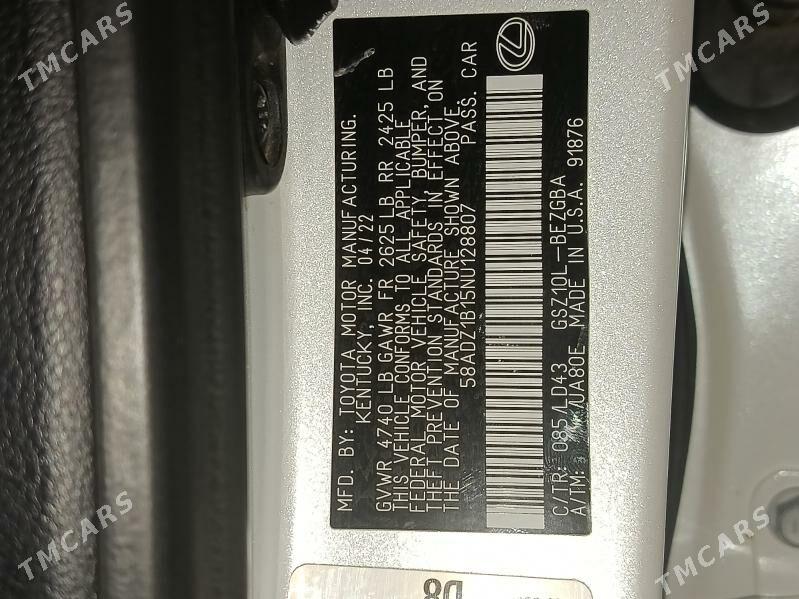 MFD. BY: TOYOTA MOTOR MANUFACTURING.
KENTUCKY, INC. 04/22
GVWR 4740 LB GAWR FR 2625 LB RR 2425 LB
THIS VEHICLE CONFORMS TO ALL APPLICABLE
FEDERAL MOTOR VEHICLE SAFETY, BUMPER, AND
THEFT PREVENTION STANDARDS IN EFFECT ON
THE DATE OF MANUFACTURE SHOWN ABOVE.
58ADZ1B15NU128807 PASS. CAR
C/TR: 085/LD43 GSZ10L-BEZGBA
A/TM: /UA80E MADE IN U.S.A. 91876
D8
TMCARS
TMCARS
TMCARS
TMCARS
TMCARS